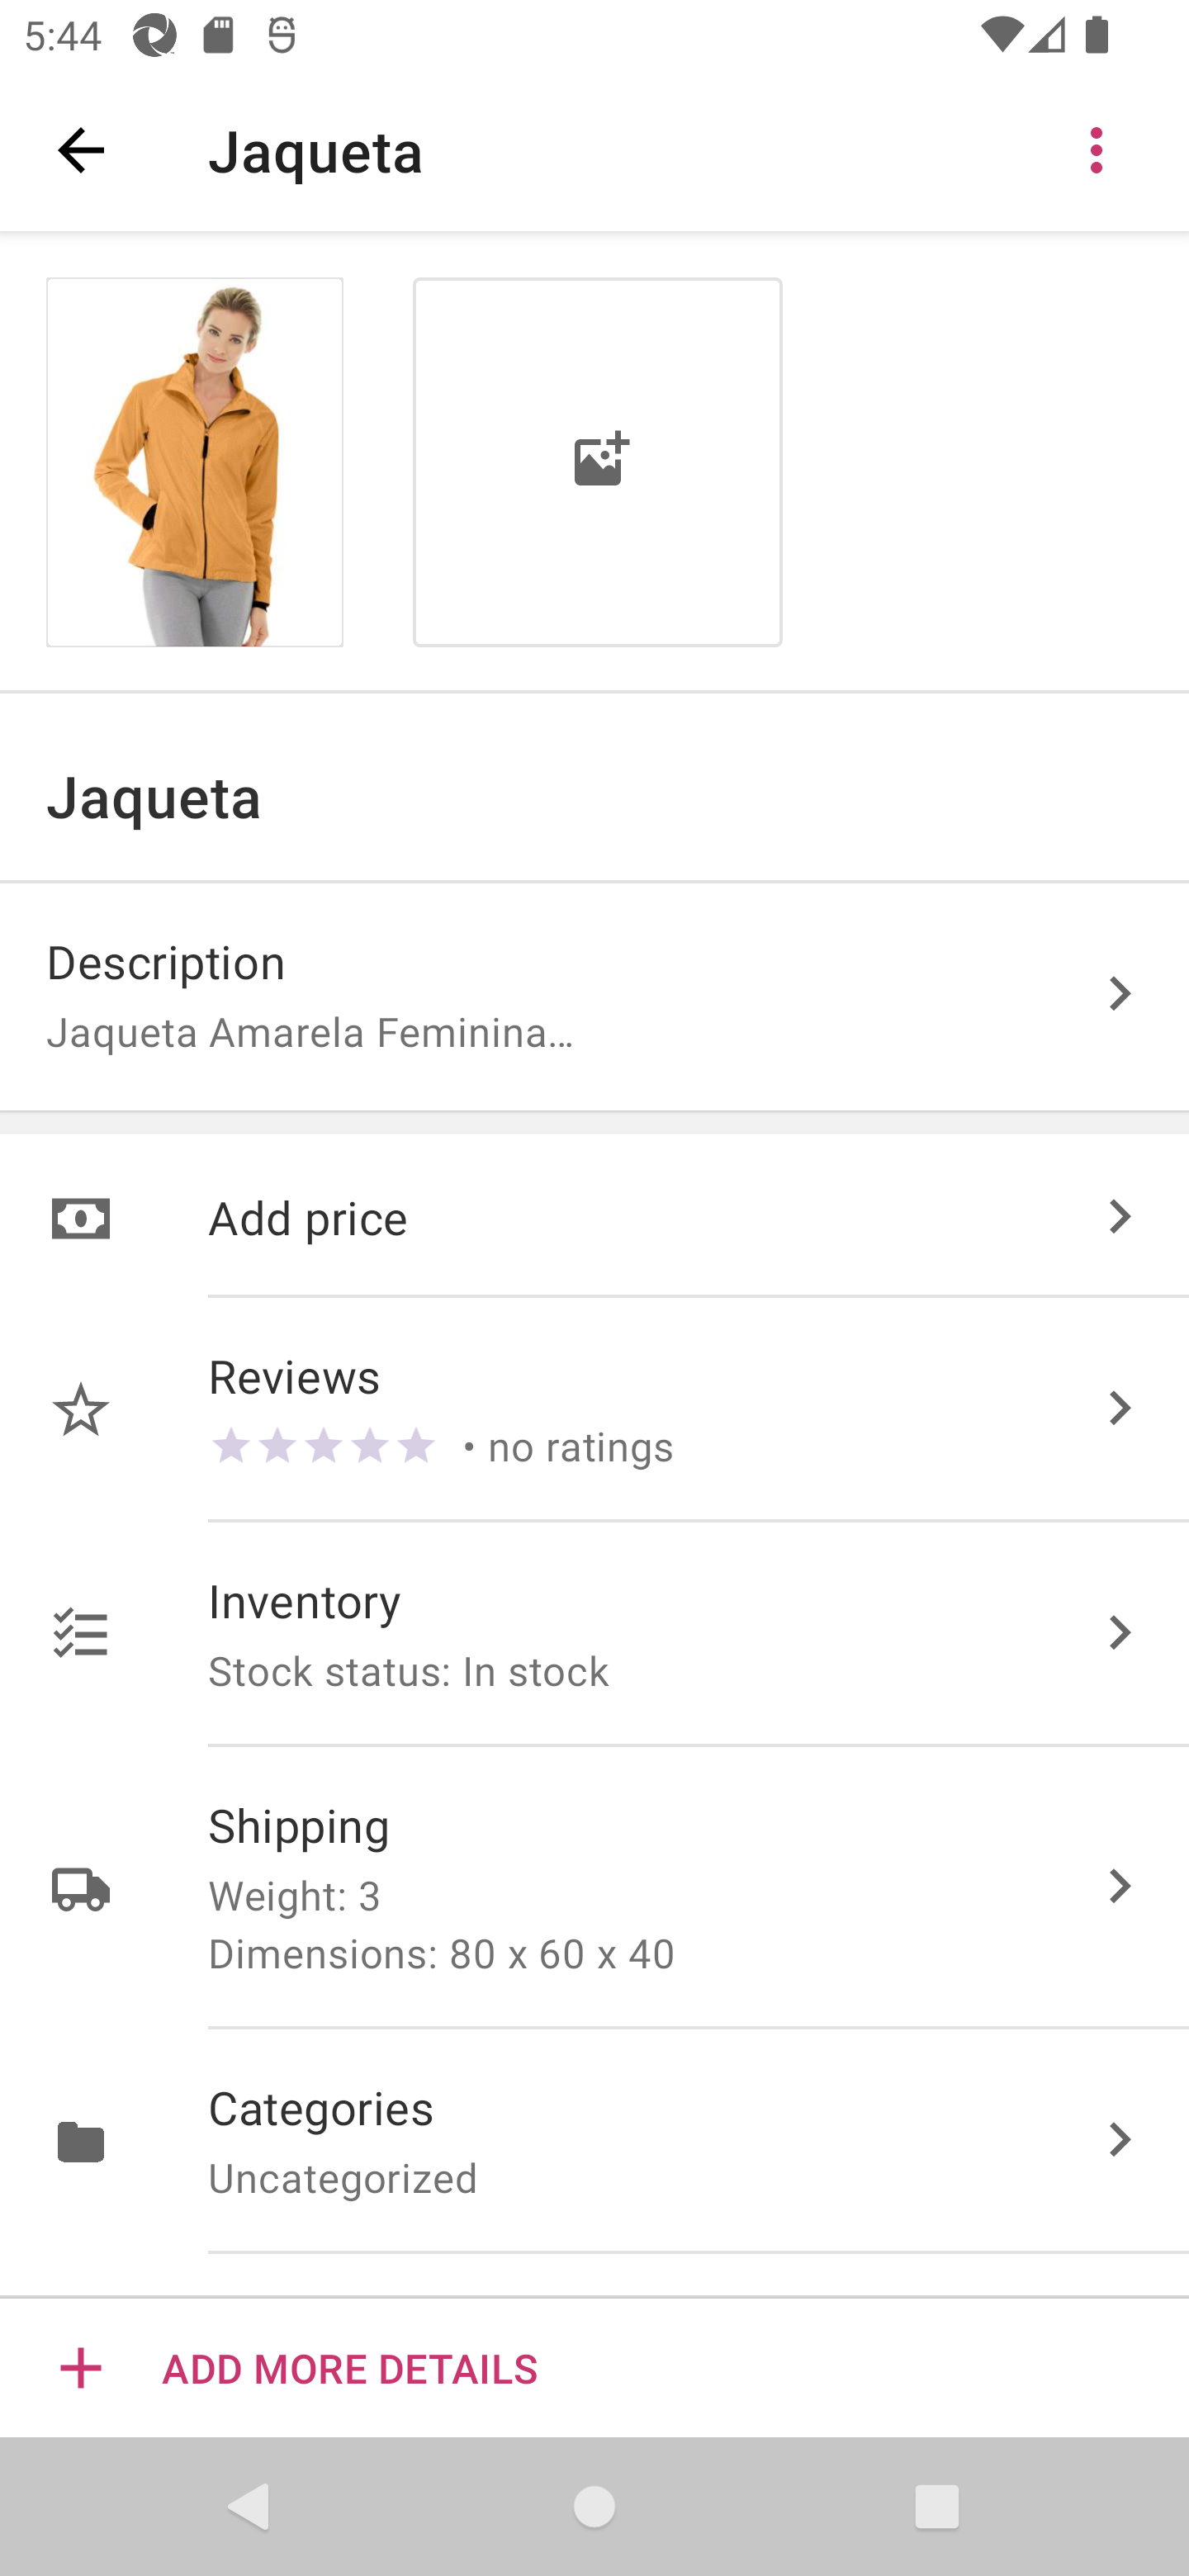 5:44
Jaqueta
Jaqueta
Description
Jaqueta Amarela Feminina…
Add price
Reviews
• no ratings
Inventory
Stock status: In stock
Shipping
Weight: 3
Dimensions: 80 x 60 x 40
Categories
Uncategorized
ADD MORE DETAILS